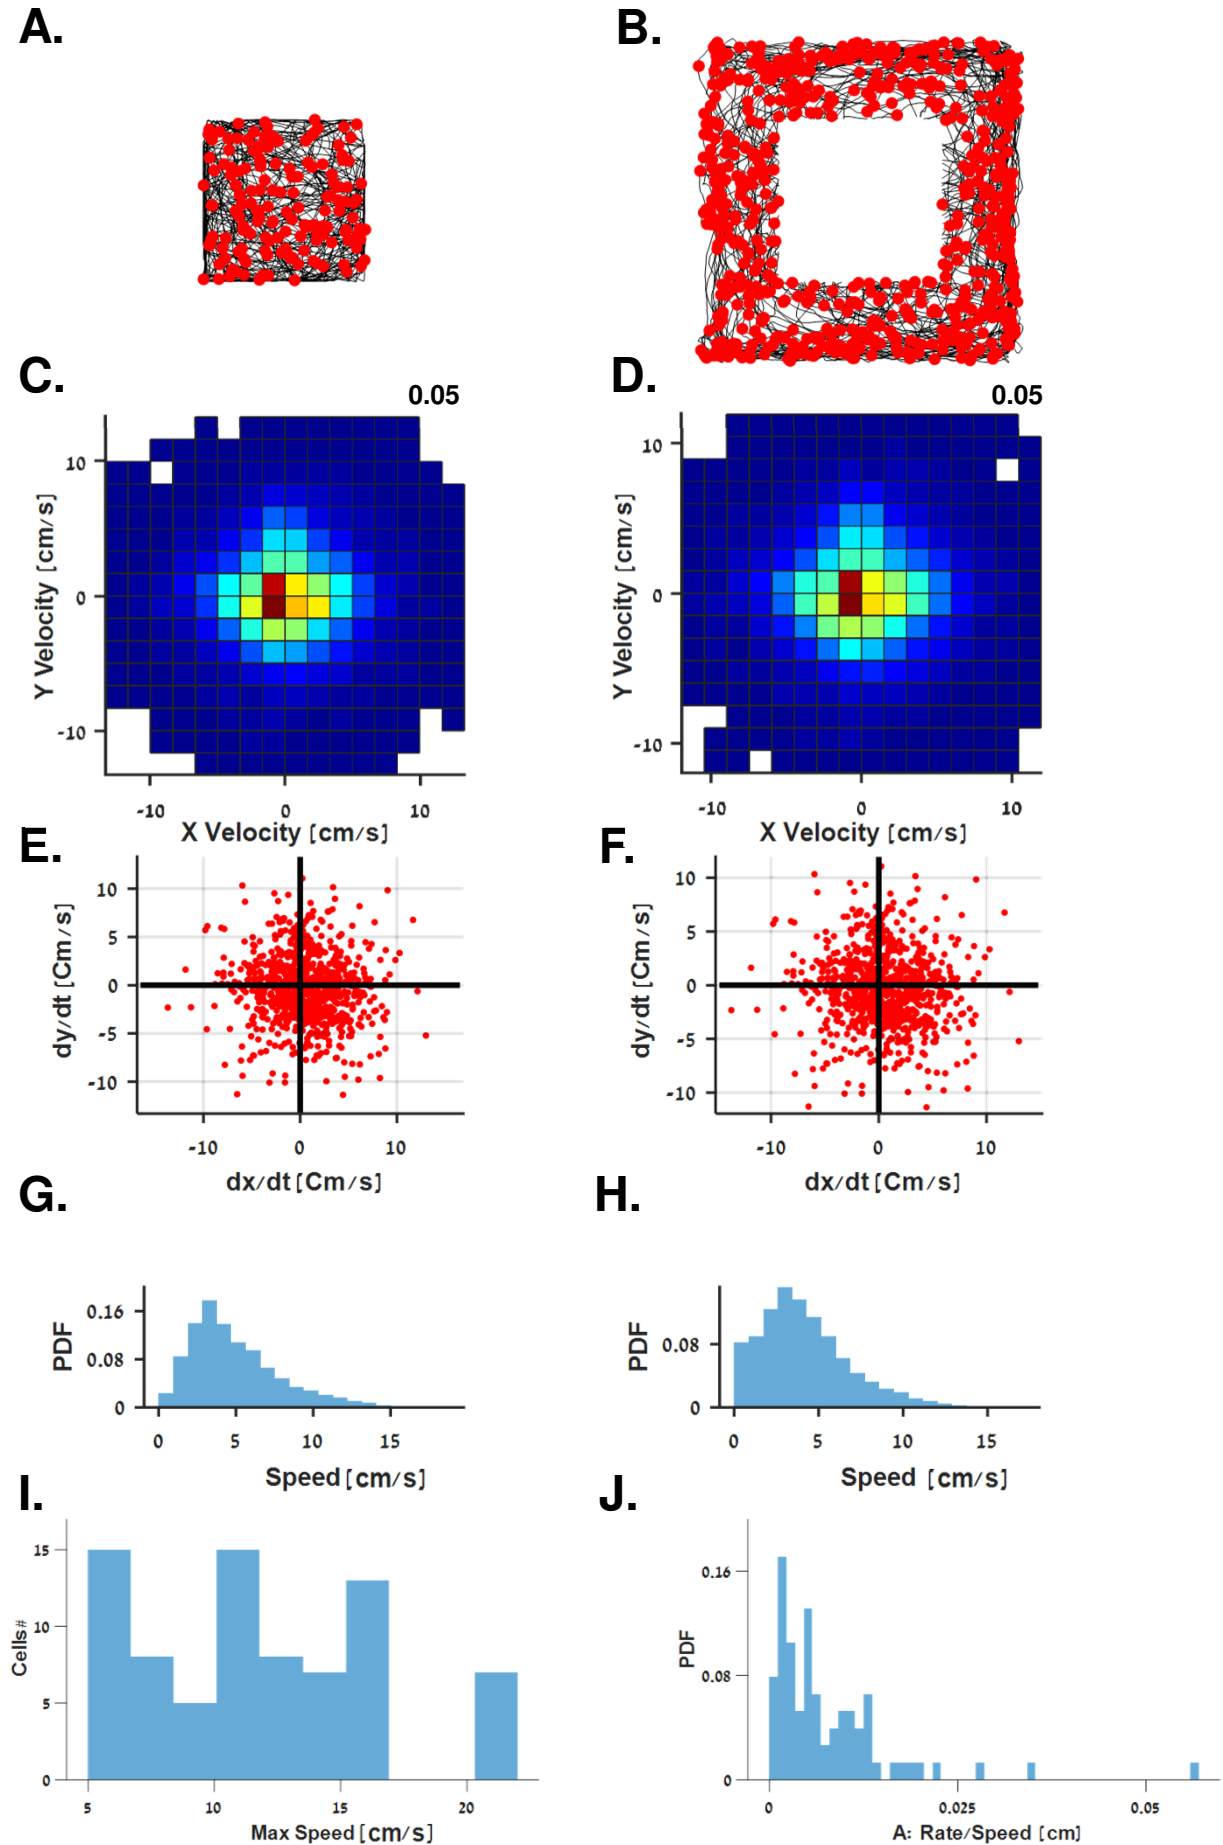 A.
B.
C.
D.
0.05
0.05
10
0
-10
Y Velocity [cm/s]
-10
0
10
X Velocity [cm/s]
10
0
-10
Y Velocity [cm/s]
-10
0
10
X Velocity [cm/s]
E.
F.
10
5
0
-5
-10
dy/dt [Cm/s]
-10
0
10
dx/dt [Cm/s]
10
5
0
-5
-10
dy/dt [Cm/s]
-10
0
10
dx/dt [Cm/s]
G.
H.
0.16
0.08
0
PDF
0
5
10
15
Speed [cm/s]
0.08
0
PDF
0
5
10
15
Speed [cm/s]
I.
J.
15
10
5
0
Cells#
5
10
15
20
Max Speed [cm/s]
0.16
0.08
0
PDF
0
0.025
0.05
A: Rate/Speed [cm]